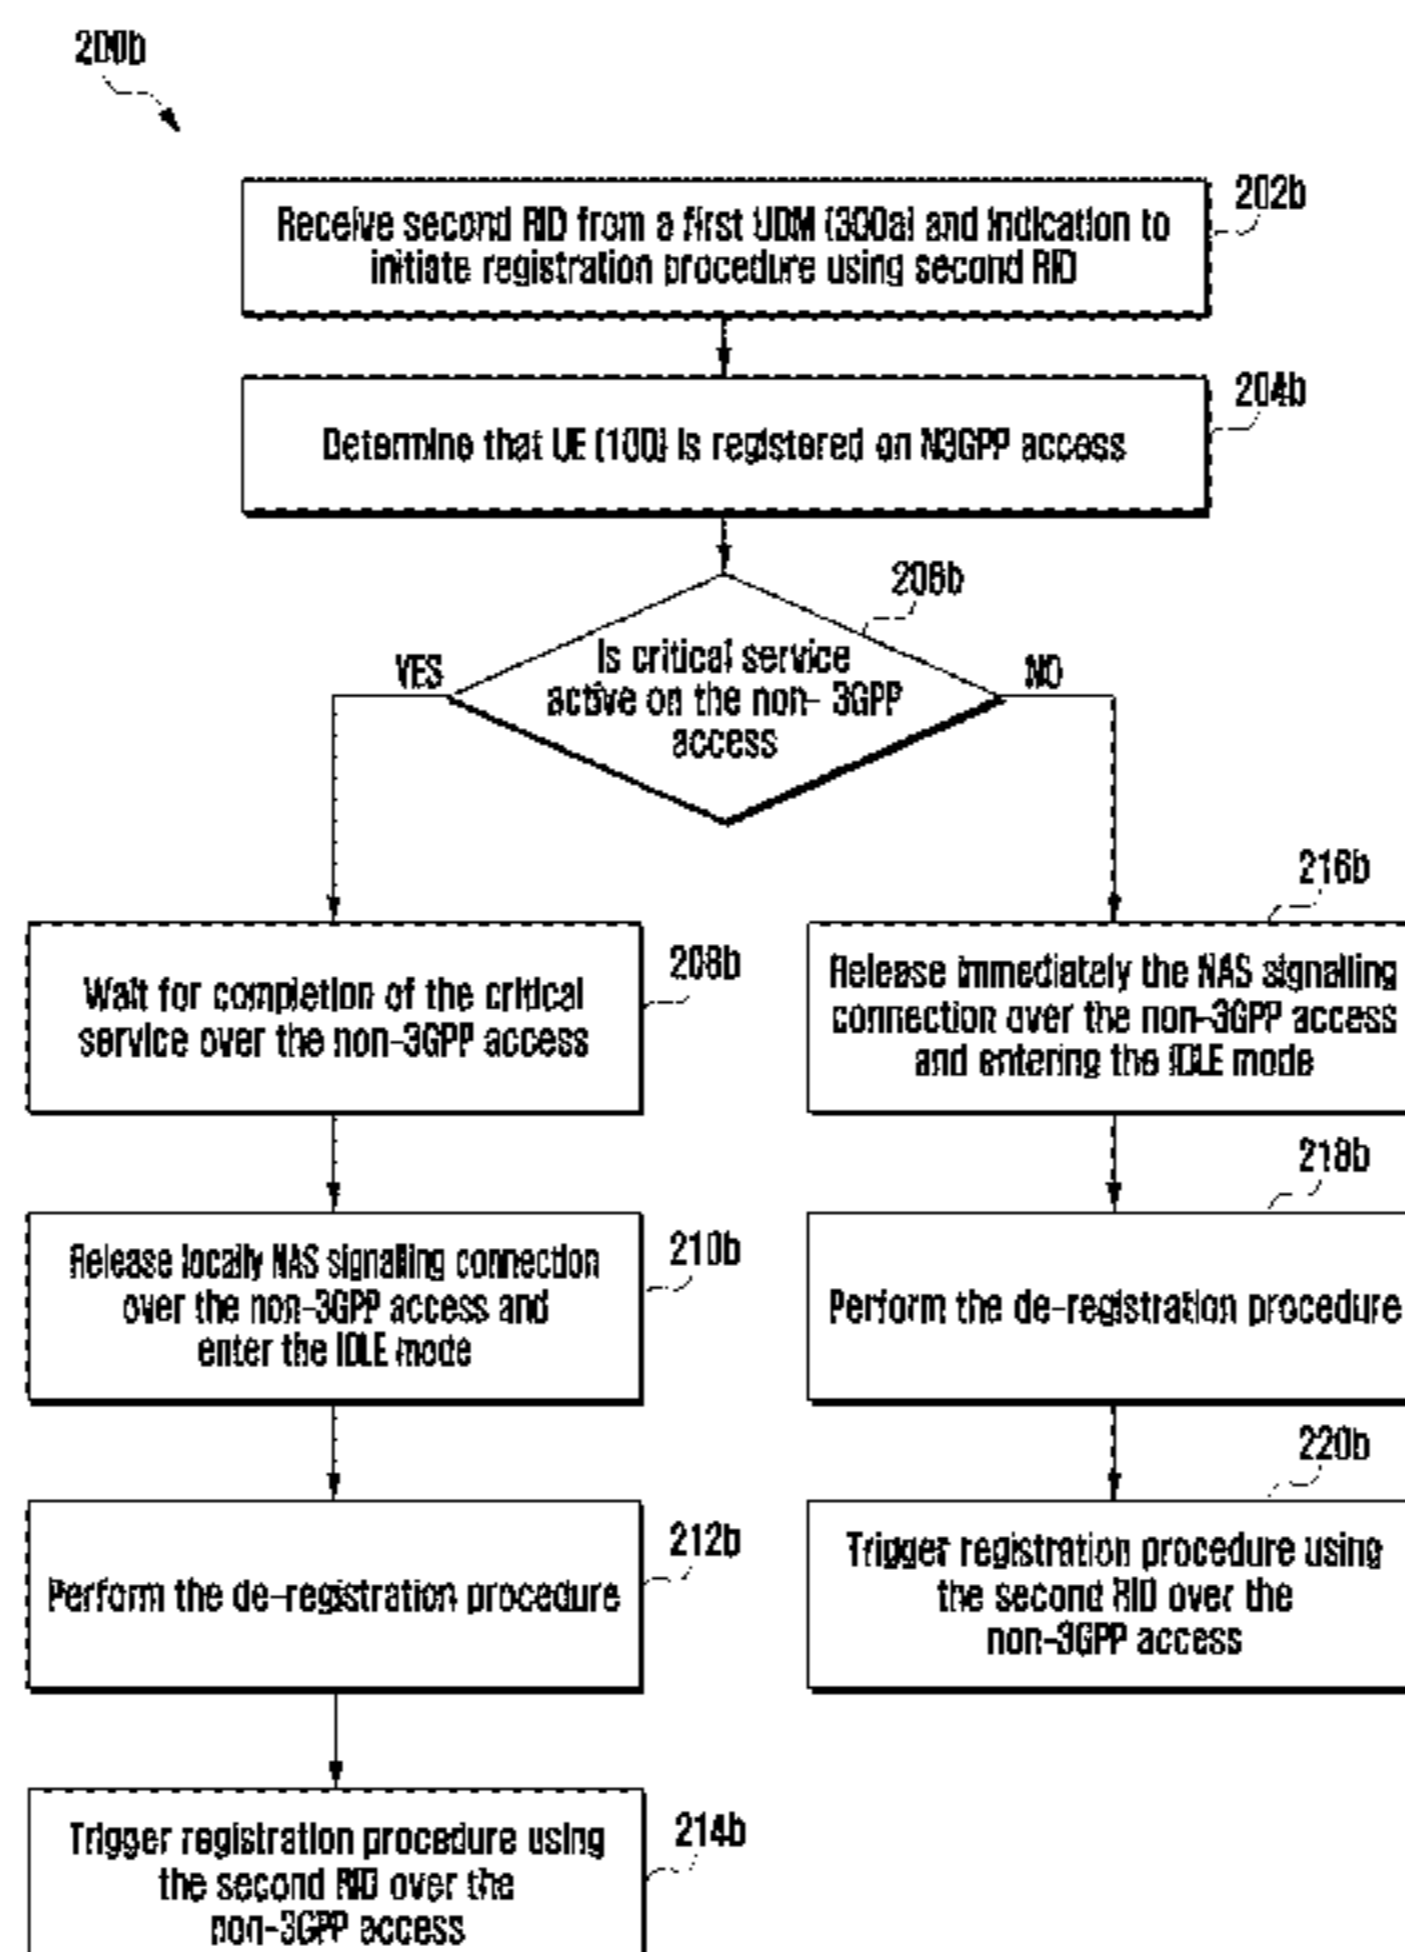 200b
202b
Receive second RID from a first UDM (300a) and indication to
initiate registration procedure using second RID
204b
Determine that UE (100) is registered on N3GPP access
206b
Is critical service
active on the non- 3GPP
access
YES
NO
208b
Wait for completion of the critical
service over the non-3GPP access
210b
Release locally NAS signalling connection
over the non-3GPP access and
enter the IDLE mode
212b
Perform the de-registration procedure
214b
Trigger registration procedure using
the second RID over the
non-3GPP access
216b
Release immediately the NAS signalling
connection over the non-3GPP access
and entering the IDLE mode
218b
Perform the de-registration procedure
220b
Trigger registration procedure using
the second RID over the
non-3GPP access